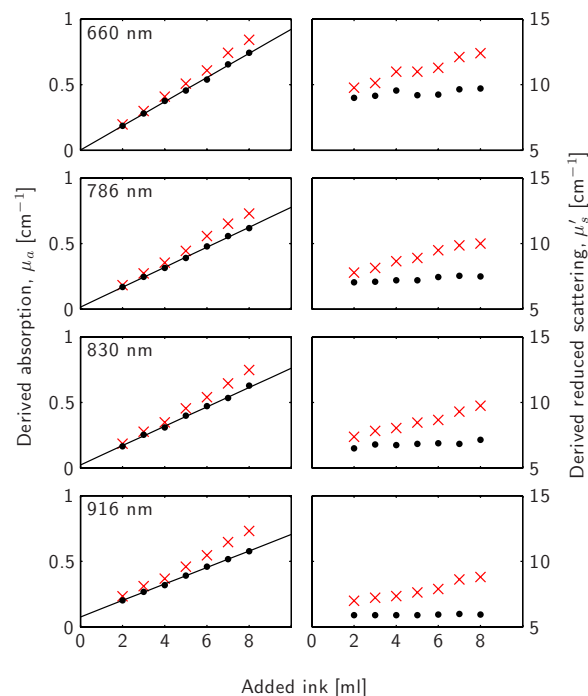 Derived absorption, μa [cm−1]
1
0.5
0
660 nm
15
10
5
1
0.5
0
786 nm
15
10
5
1
0.5
0
830 nm
15
10
5
1
0.5
0
916 nm
15
10
5
0 2 4 6 8
0 2 4 6 8 10
Added ink [ml]
Derived reduced scattering, μ′s [cm−1]